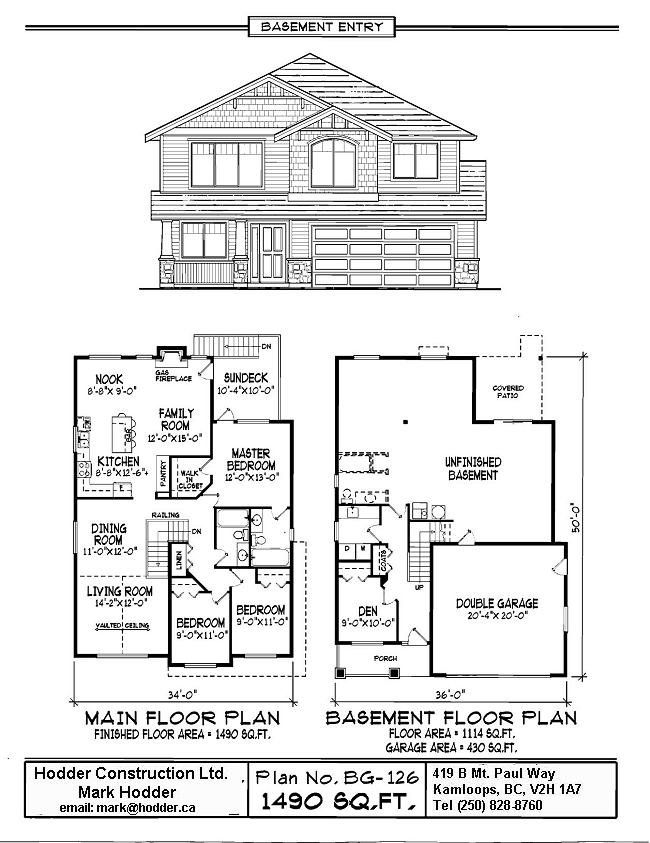 BASEMENT ENTRY
DN
NOOK
8'-8"X 9'-0"
GAS
FIREPLACE
SUNDECK
10'-4"X10'-0"
FAMILY
ROOM
12'-0"X15'-0"
BAR
KITCHEN
8'-8"X 12'-6"+
PANTRY
WALK
IN
CLOSET
MASTER
BEDROOM
12'-0"X13'-0"
F
RAILING
DN
DINING
ROOM
11'-0"X12'-0"
LINEN
LIVING ROOM
14'-2"X12'-0"
VAULTED CEILING
BEDROOM
9'-0"X11'-0"
BEDROOM
9'-0"X11'-0"
34'-0"
MAIN FLOOR PLAN
FINISHED FLOOR AREA = 1490 SQ.FT.
COVERED
PATIO
UNFINISHED
BASEMENT
50'-0"
D W
COATS
UP
DEN
9'-0"X10'-0"
DOUBLE GARAGE
20'-4"X 20'-0"
PORCH
36'-0"
BASEMENT FLOOR PLAN
FLOOR AREA = 1114 SQ.FT.
GARAGE AREA = 430 SQ.FT.
Hodder Construction Ltd.
Mark Hodder
email: mark@hodder.ca
Plan No. BG-126
1490 SQ.FT.
419 B Mt. Paul Way
Kamloops, BC, V2H 1A7
Tel (250) 828-8760